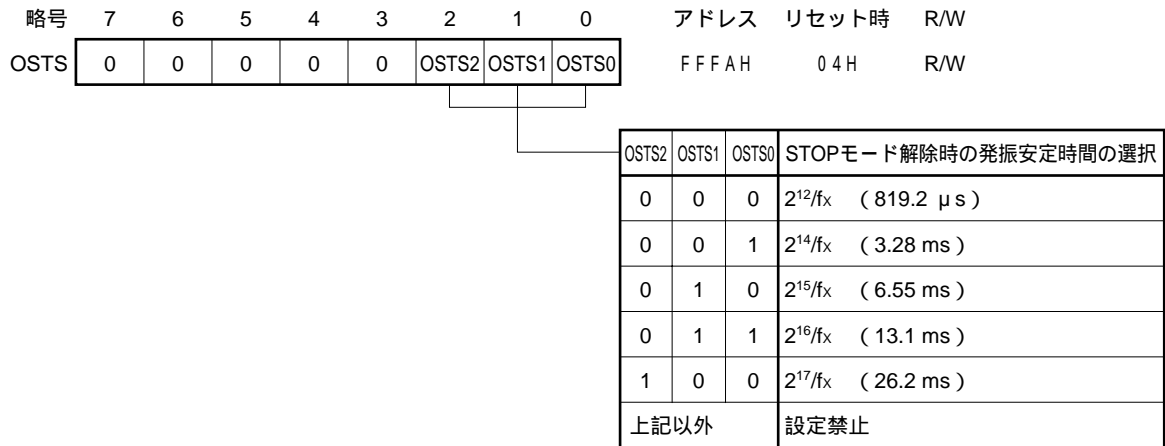 略号 7 6 5 4 3 2 1 0 アドレス リセット時 R/W
OSTS 0 0 0 0 0 OSTS2 OSTS1 OSTS0 FFFAH 04H R/W
OSTS2 OSTS1 OSTS0 STOPモード解除時の発振安定時間の選択
0 0 0 2¹²/fx （819.2 μs）
0 0 1 2¹⁴/fx （3.28 ms）
0 1 0 2¹⁵/fx （6.55 ms）
0 1 1 2¹⁶/fx （13.1 ms）
1 0 0 2¹⁷/fx （26.2 ms）
上記以外 設定禁止